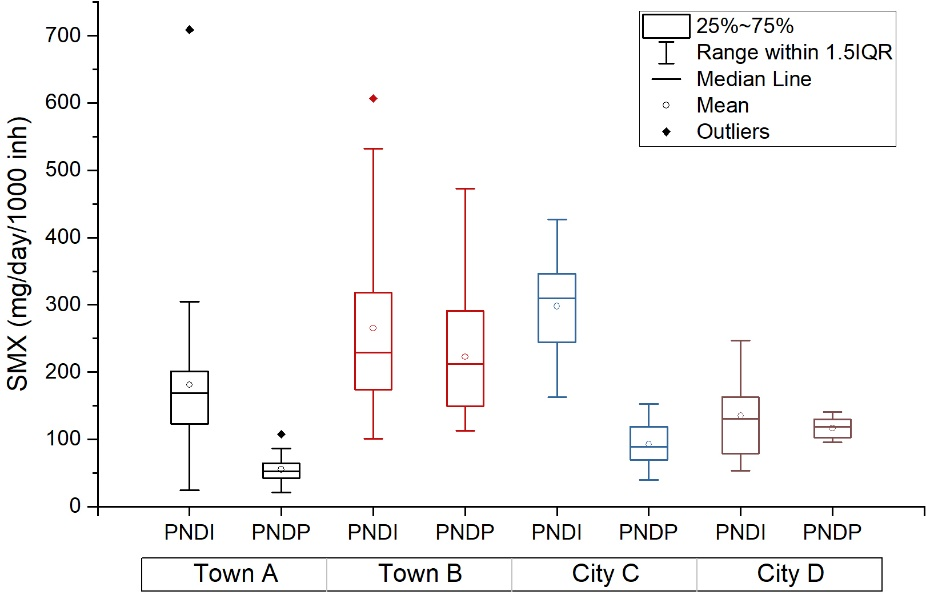 25%~75%
Range within 1.5IQR
Median Line
Mean
Outliers
SMX (mg/day/1000 inh)
700
600
500
400
300
200
100
0
PNDI PNDP PNDI PNDP PNDI PNDP PNDI PNDP
Town A Town B City C City D